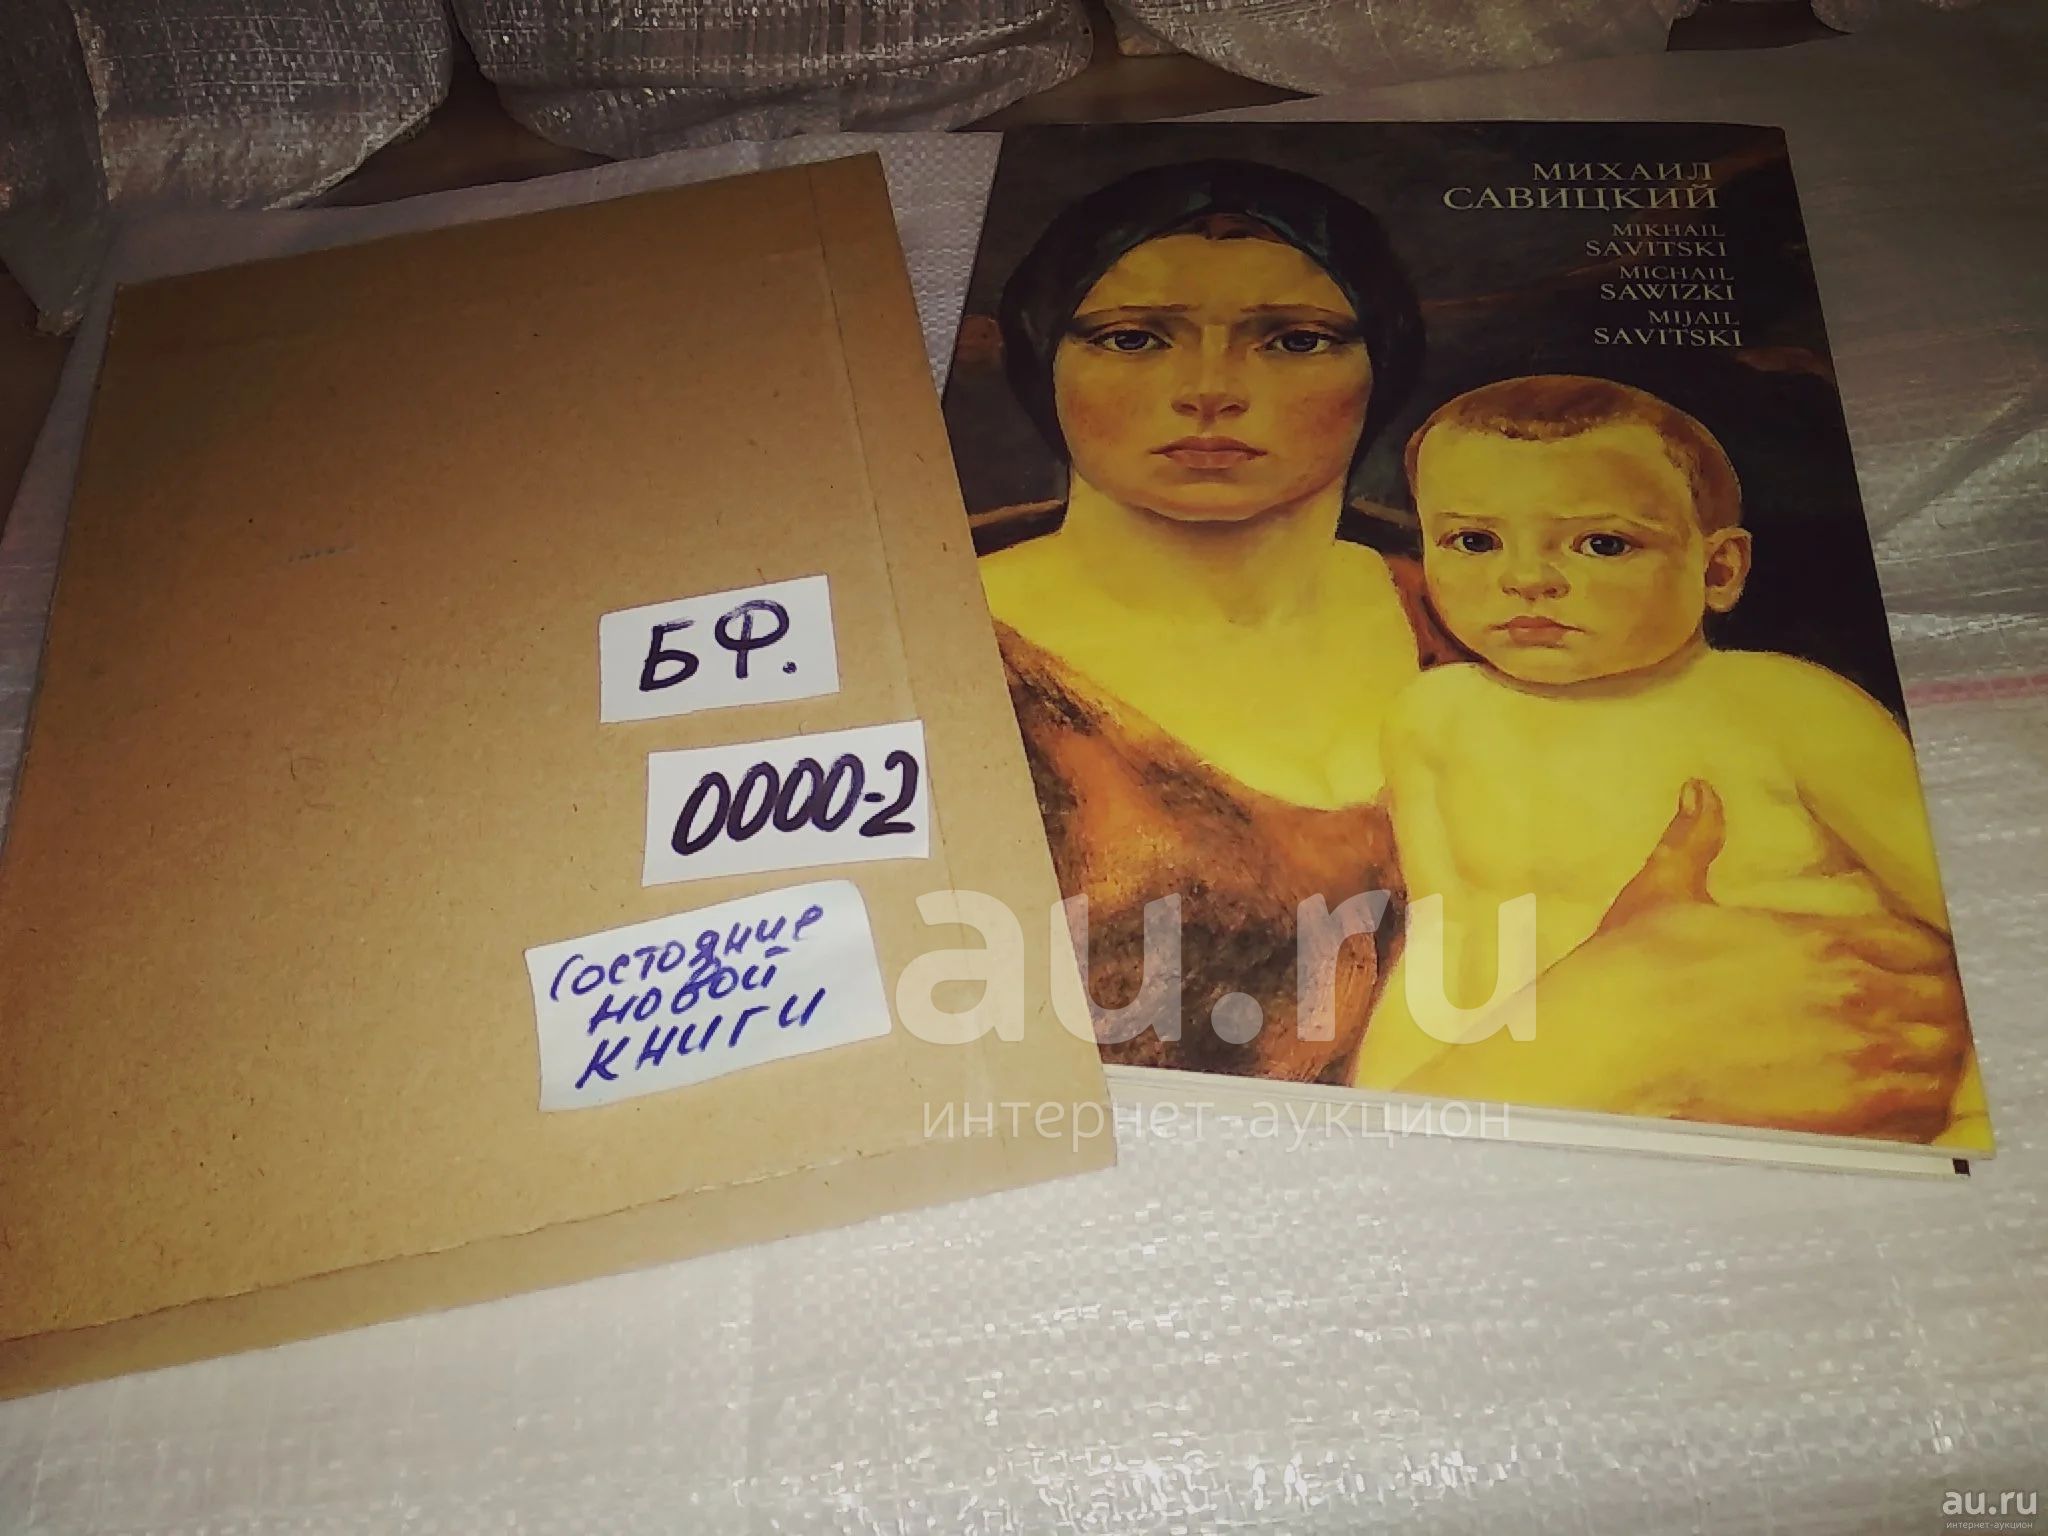 БФ.
0000-2
Состояние
новой
книги
МИХАИЛ
САВИЦКИЙ
MIKHAIL
SAVITSKI
MICHAIL
SAWIZKI
MIJAIL
SAVITSKI
au.ru
интернет-аукцион
au.ru
интернет-аукцион